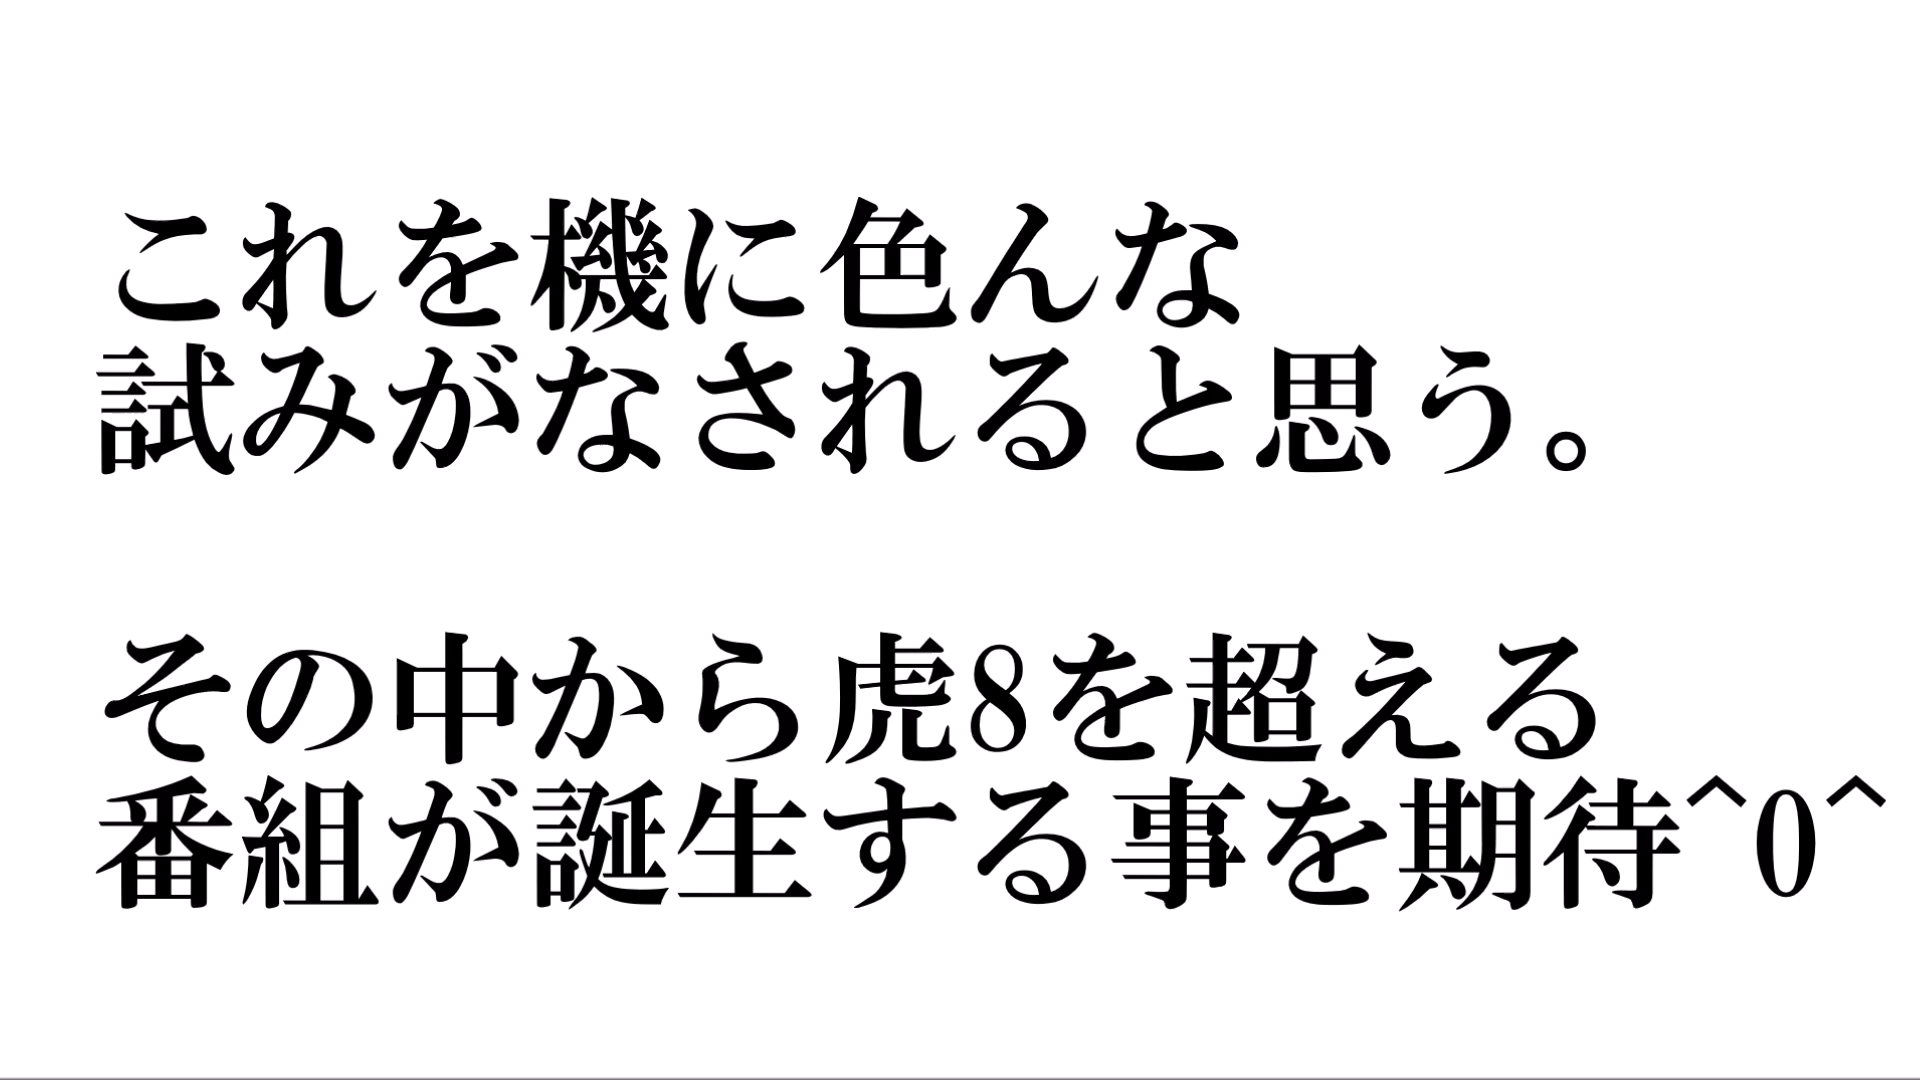 これを機に色んな
試みがなされると思う。
その中から虎8を超える
番組が誕生する事を期待^0^